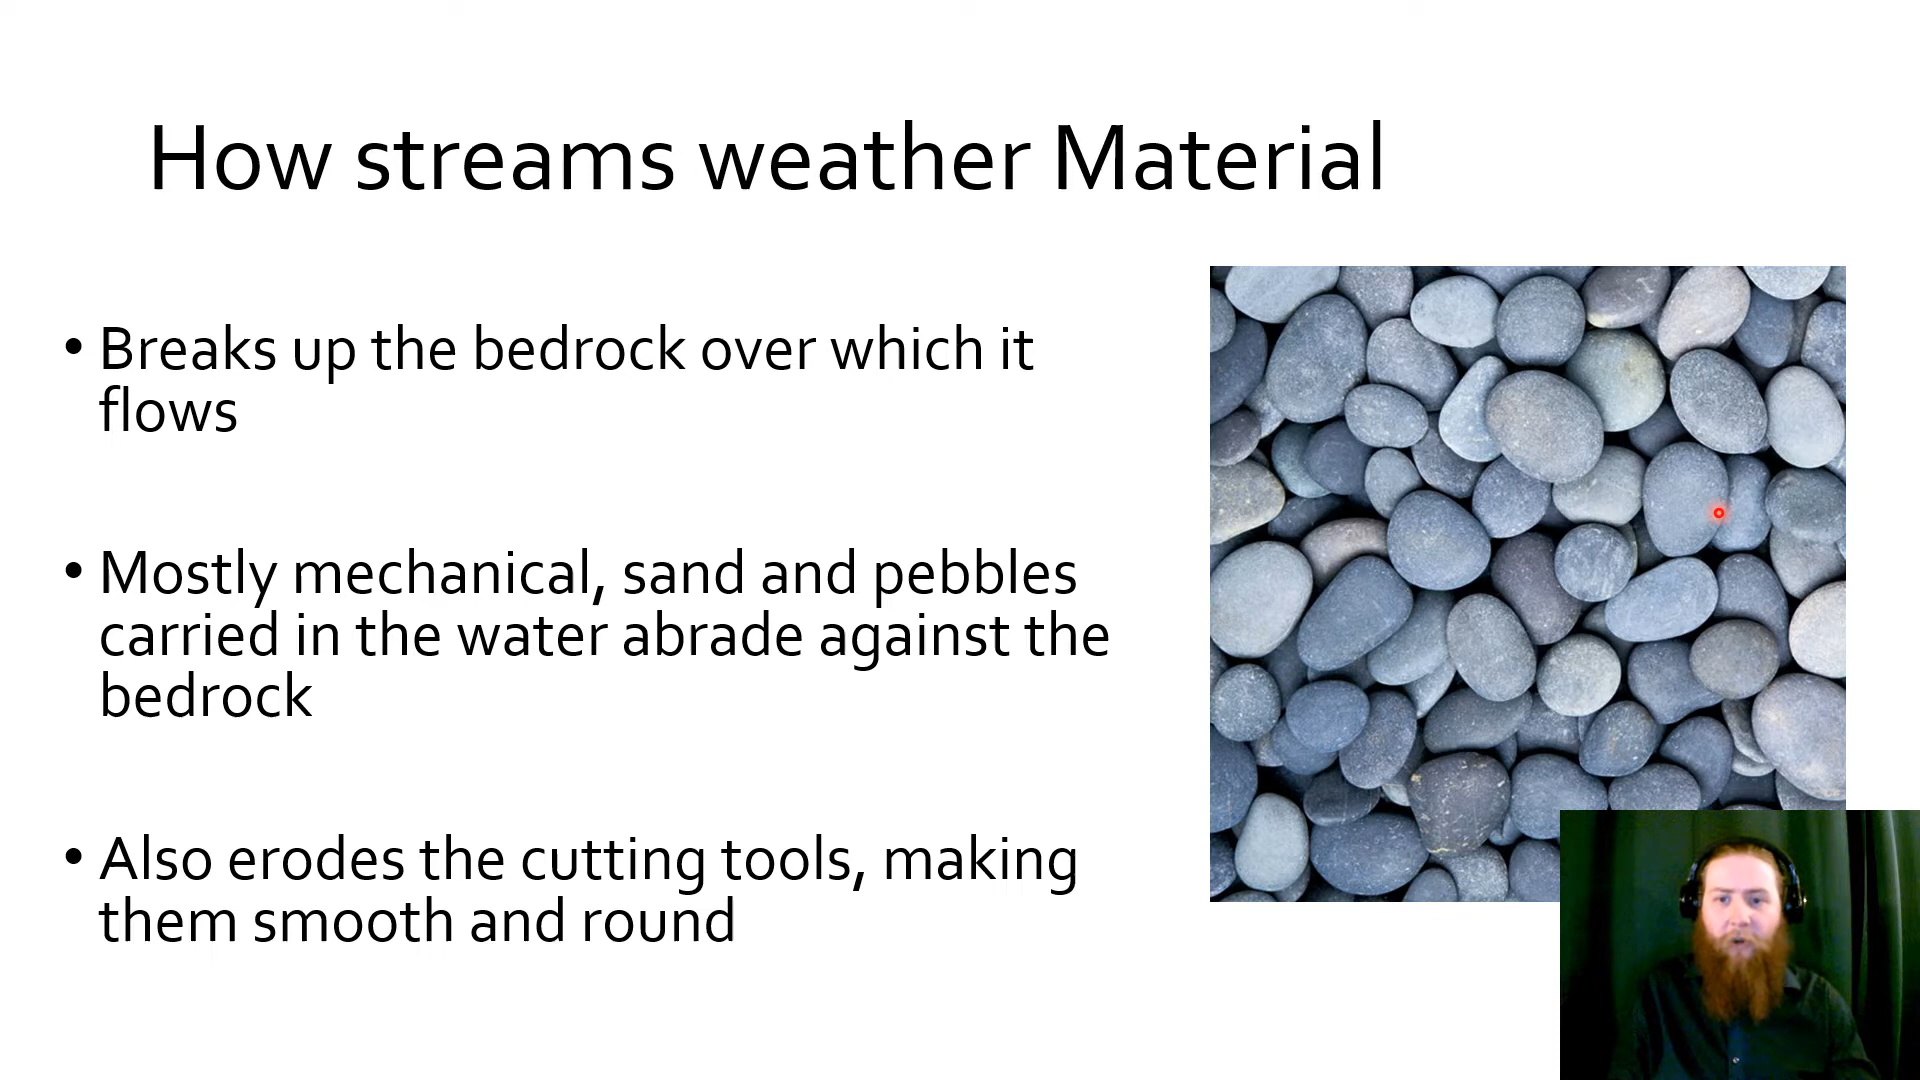 How streams weather Material
• Breaks up the bedrock over which it
flows
• Mostly mechanical, sand and pebbles
carried in the water abrade against the
bedrock
• Also erodes the cutting tools, making
them smooth and round